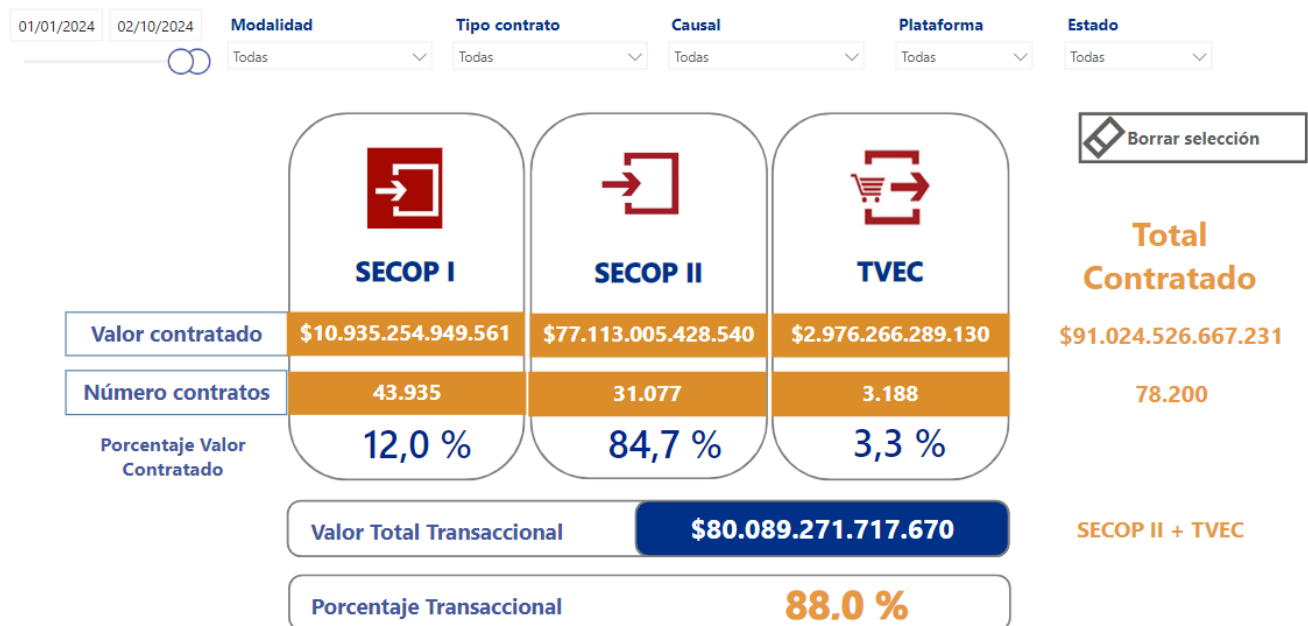 01/01/2024 02/10/2024
Modalidad Tipo contrato Causal Plataforma Estado
Todas Todas Todas Todas Todas
Borrar selección
SECOP I SECOP II TVEC
Total
Contratado
Valor contratado $10.935.254.949.561 $77.113.005.428.540 $2.976.266.289.130 $91.024.526.667.231
Número contratos 43.935 31.077 3.188 78.200
Porcentaje Valor
Contratado
12,0 % 84,7 % 3,3 %
Valor Total Transaccional $80.089.271.717.670 SECOP II + TVEC
Porcentaje Transaccional 88.0 %